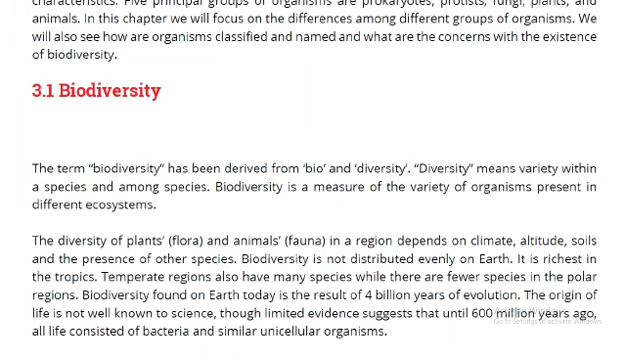 characteristics. Five principal groups of organisms are prokaryotes, protists, fungi, plants, and
animals. In this chapter we will focus on the differences among different groups of organisms. We
will also see how are organisms classified and named and what are the concerns with the existence
of biodiversity.
3.1 Biodiversity
The term “biodiversity” has been derived from ‘bio’ and ‘diversity’. “Diversity” means variety within
a species and among species. Biodiversity is a measure of the variety of organisms present in
different ecosystems.
The diversity of plants’ (flora) and animals’ (fauna) in a region depends on climate, altitude, soils
and the presence of other species. Biodiversity is not distributed evenly on Earth. It is richest in
the tropics. Temperate regions also have many species while there are fewer species in the polar
regions. Biodiversity found on Earth today is the result of 4 billion years of evolution. The origin of
life is not well known to science, though limited evidence suggests that until 600 million years ago,
Go to Settings to activate Windows.
all life consisted of bacteria and similar unicellular organisms.